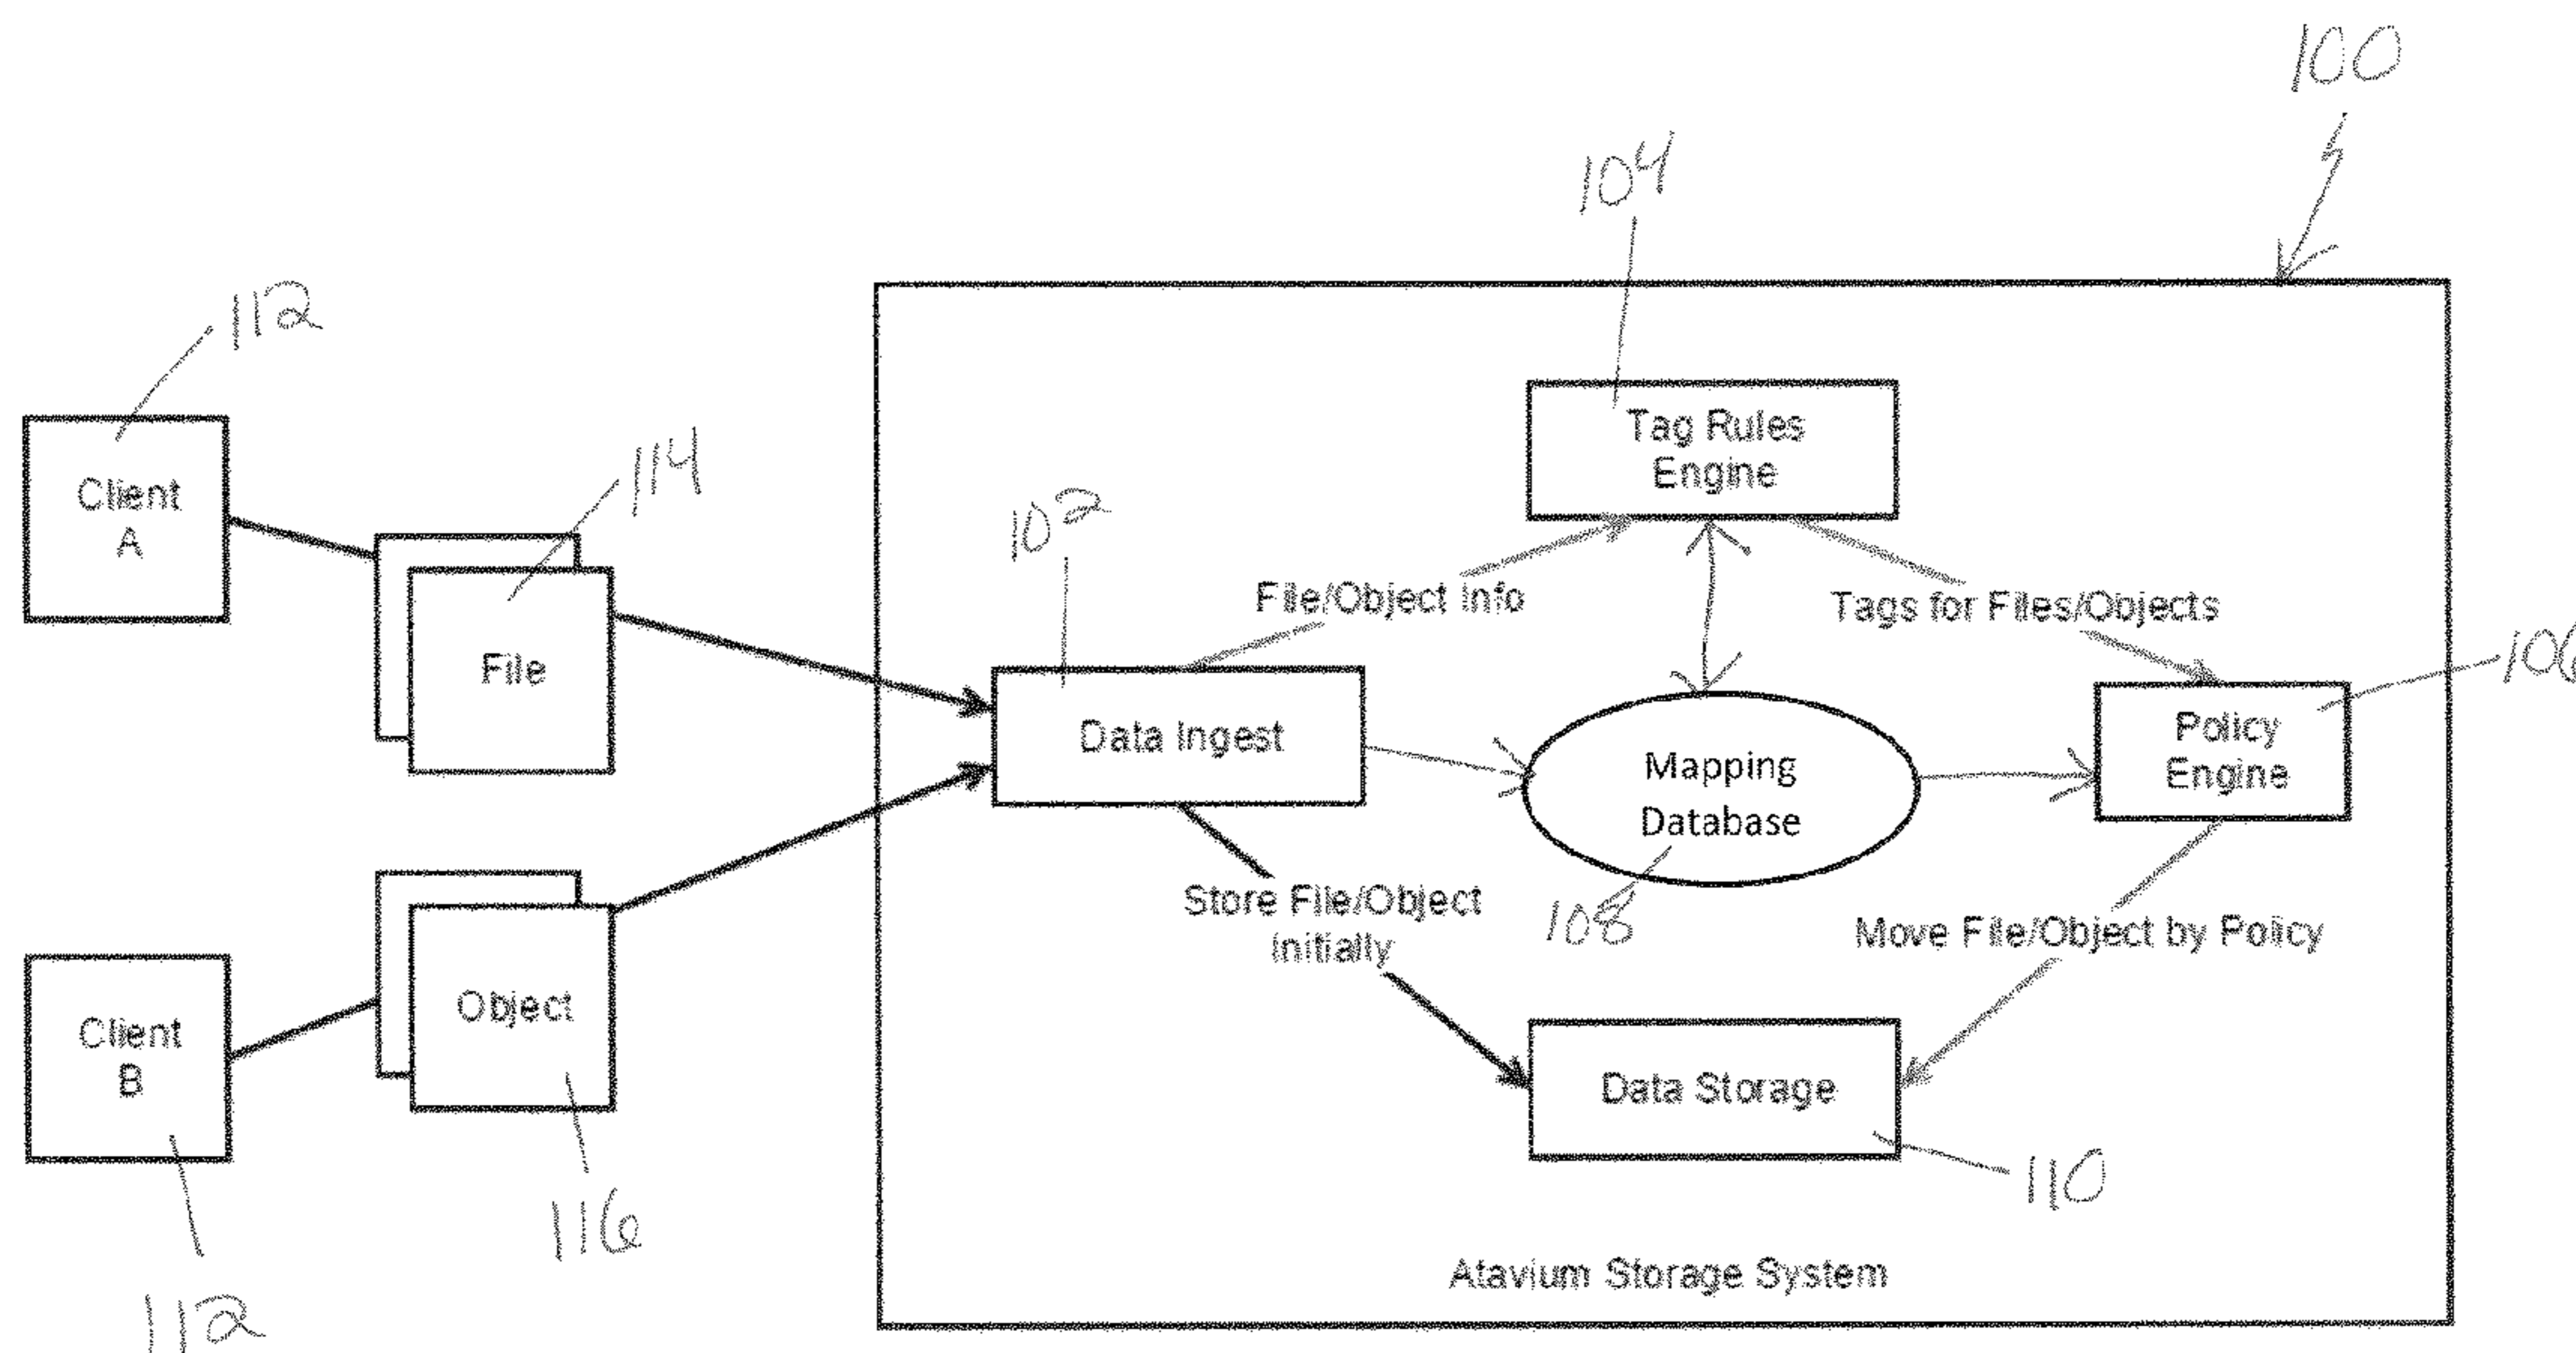 100
104
112
Client
A
114
File
102
Tag Rules
Engine
File/Object Info
Tags for Files/Objects
106
Data Ingest
Mapping
Database
Policy
Engine
108
Store File/Object
Initially
Move File/Object by Policy
Client
B
Object
Data Storage
110
116
112
Atavium Storage System